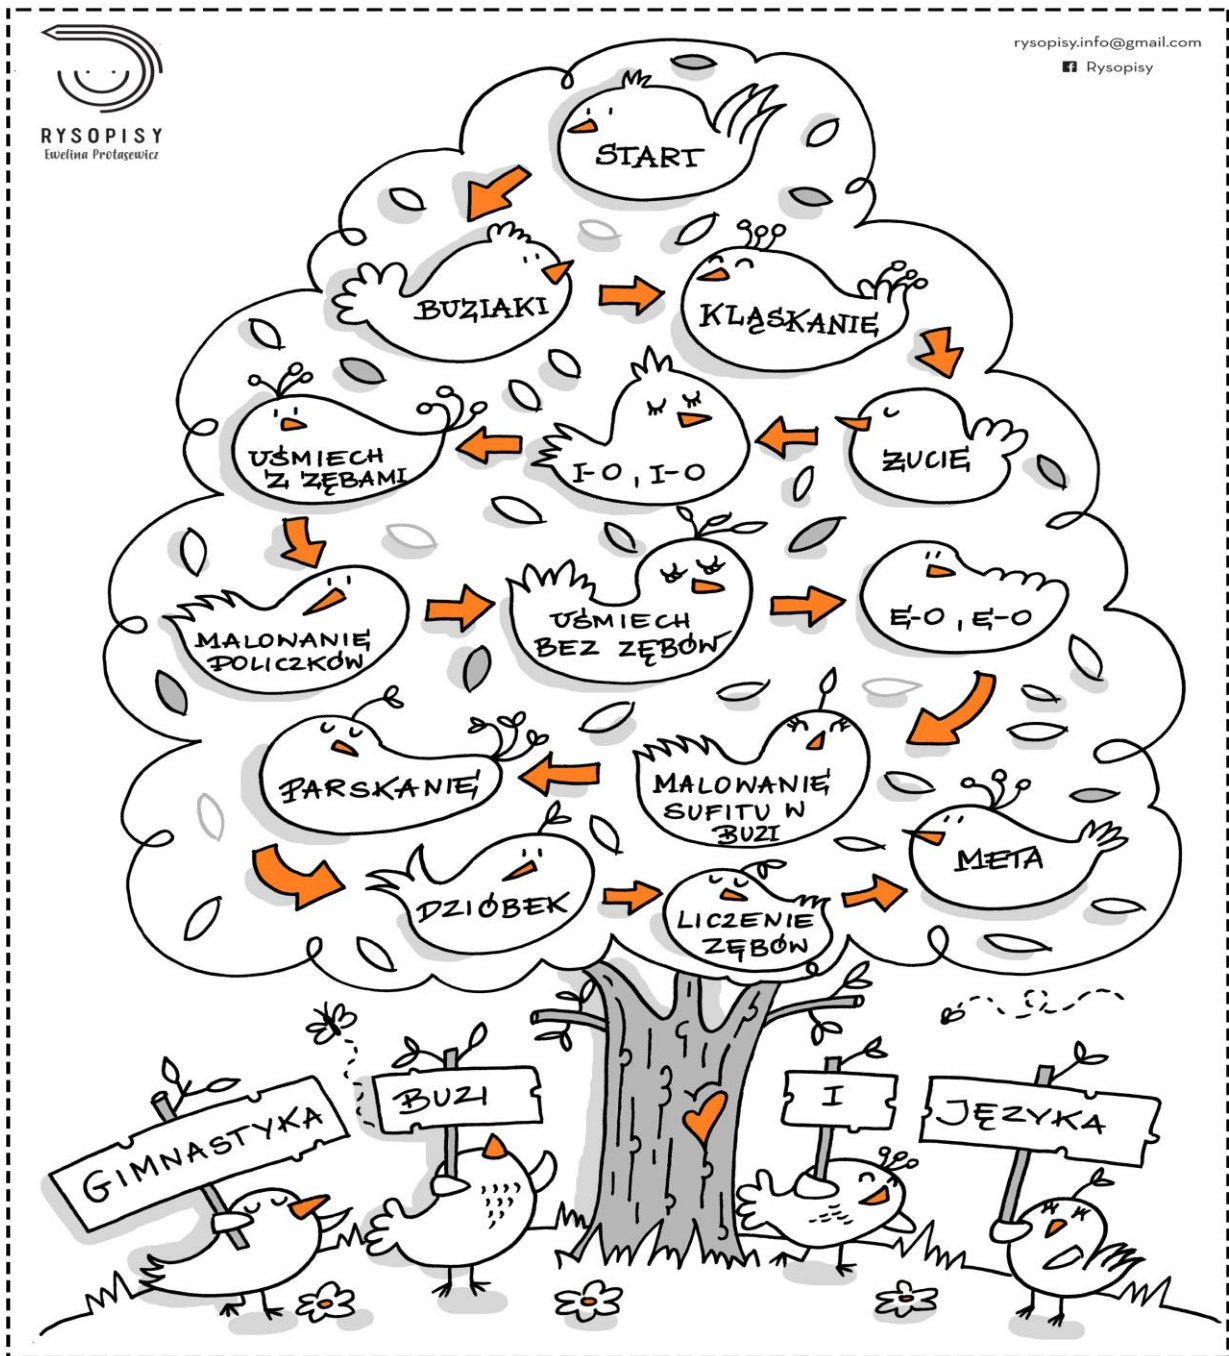 RYSOPISY
Ewelina Protasewicz
rysopisy.info@gmail.com
Rysopisy
START
BUZIAKI
KLĄSKANIE
ŻUCIE
I-O, I-O
UŚMIECH
Z ZĘBAMI
MALOWANIE
POLICZKÓW
UŚMIECH
BEZ ZĘBÓW
E-O, E-O
MALOWANIE
SUFITU W
BUZI
PARSKANIE
DZIÓBEK
LICZENIE
ZĘBÓW
META
GIMNASTYKA
BUZI
I
JĘZYKA